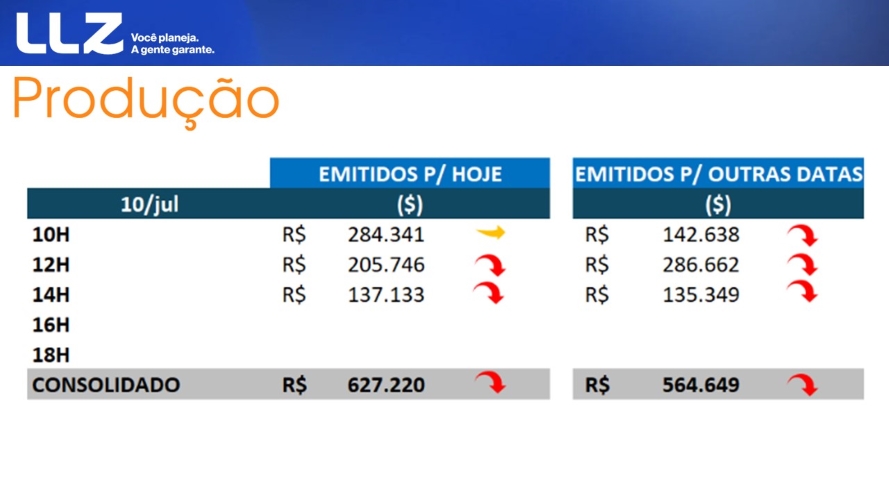 LLZ
Você planeja.
A gente garante.
Produção
EMITIDOS P/ HOJE EMITIDOS P/ OUTRAS DATAS
10/jul ($) ($)
10H R$ 284.341 R$ 142.638
12H R$ 205.746 R$ 286.662
14H R$ 137.133 R$ 135.349
16H
18H
CONSOLIDADO R$ 627.220 R$ 564.649